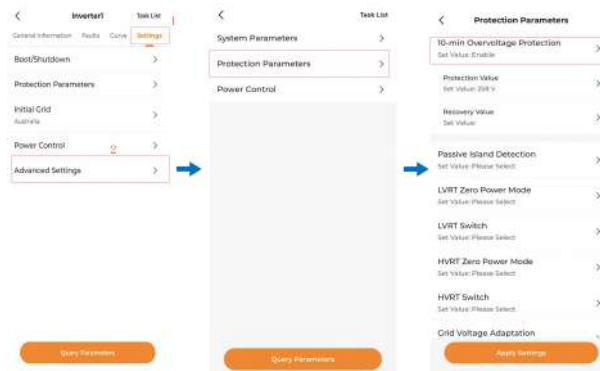 Inverter1
Task List
General Information Faults Curve Settings
Boot/Shutdown
Protection Parameters
Initial Grid
Australia
Power Control
2
Advanced Settings
Query Parameters
Task List
System Parameters
Protection Parameters
Power Control
Query Parameters
Protection Parameters
10-min Overvoltage Protection
Set Value: Enable
Protection Value
Set Value: 258 V
Recovery Value
Set Value:
Passive Island Detection
Set Value: Please Select
LVRT Zero Power Mode
Set Value: Please Select
LVRT Switch
Set Value: Please Select
HVRT Zero Power Mode
Set Value: Please Select
HVRT Switch
Set Value: Please Select
Grid Voltage Adaptation
Apply Settings